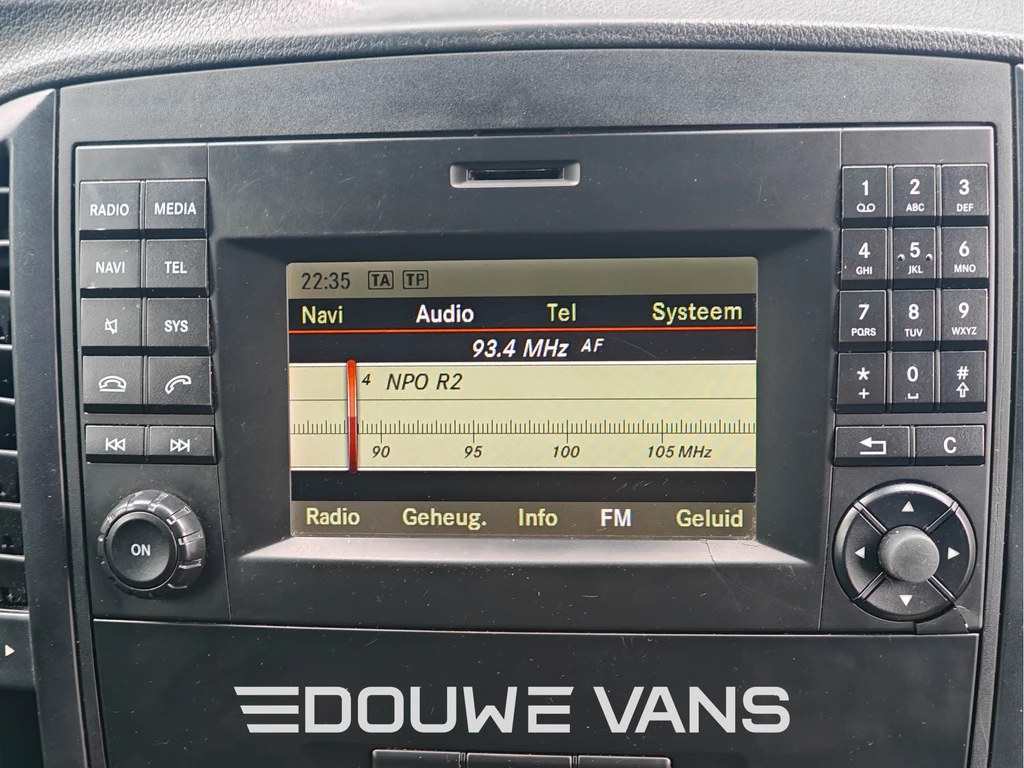 RADIO MEDIA
NAVI TEL
SYS
ON
22:35 TA TP
Navi Audio Tel Systeem
93.4 MHz AF
4 NPO R2
90 95 100 105 MHz
Radio Geheug. Info FM Geluid
1 2 ABC 3 DEF
4 GHI 5 JKL 6 MNO
7 PQRS 8 TUV 9 WXYZ
* + 0 #
C
DOUWE VANS